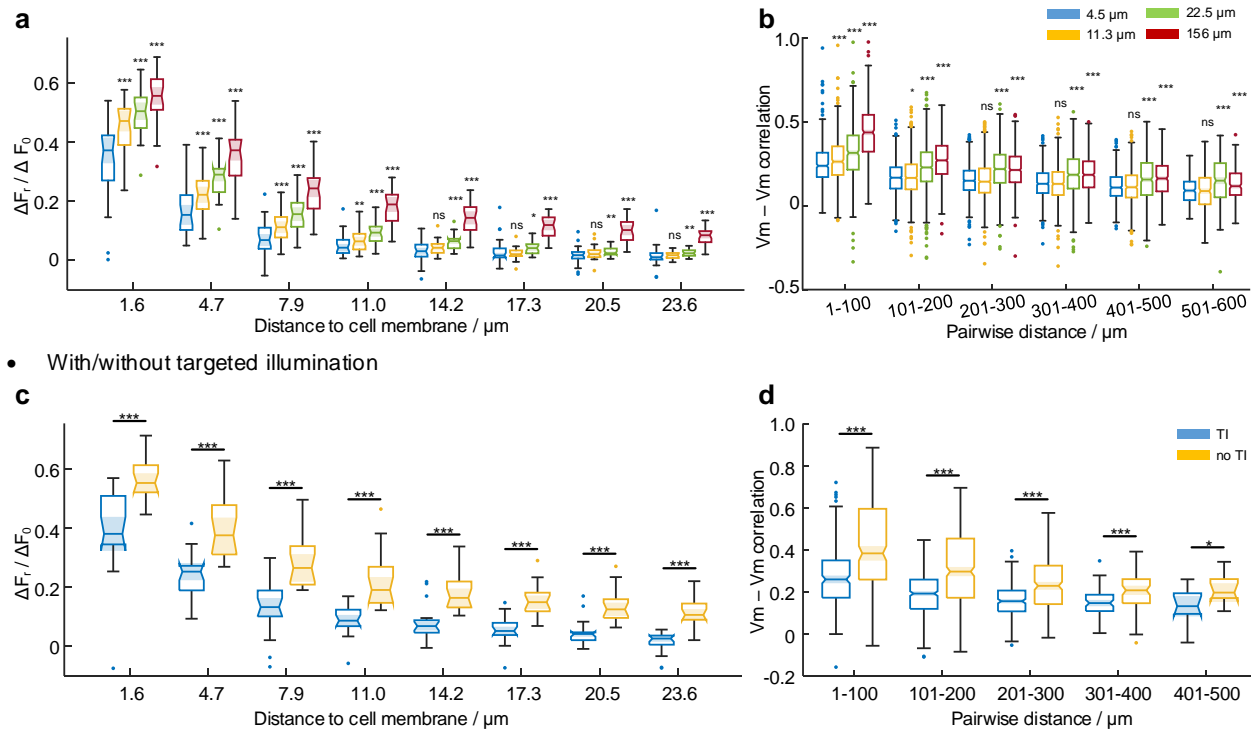 a
ΔFr / Δ F0
0.6
0.4
0.2
0
*** *** ***
*** *** ***
*** *** ***
** *** ***
ns *** ***
ns * ***
ns ** ***
ns ** ***
1.6 4.7 7.9 11.0 14.2 17.3 20.5 23.6
Distance to cell membrane / µm
b
4.5 µm 22.5 µm
11.3 µm 156 µm
Vm – Vm correlation
1.0
0.5
0
-0.5
*** *** ***
* *** ***
ns *** ***
ns *** ***
ns *** ***
ns *** ***
1-100 101-200 201-300 301-400 401-500 501-600
Pairwise distance / µm
• With/without targeted illumination
c
ΔFr / ΔF0
0.6
0.4
0.2
0
*** *** *** *** *** *** *** ***
1.6 4.7 7.9 11.0 14.2 17.3 20.5 23.6
Distance to cell membrane / µm
d
TI
no TI
Vm – Vm correlation
1.0
0.8
0.6
0.4
0.2
0
-0.2
*** *** *** *** *
1-100 101-200 201-300 301-400 401-500
Pairwise distance / µm